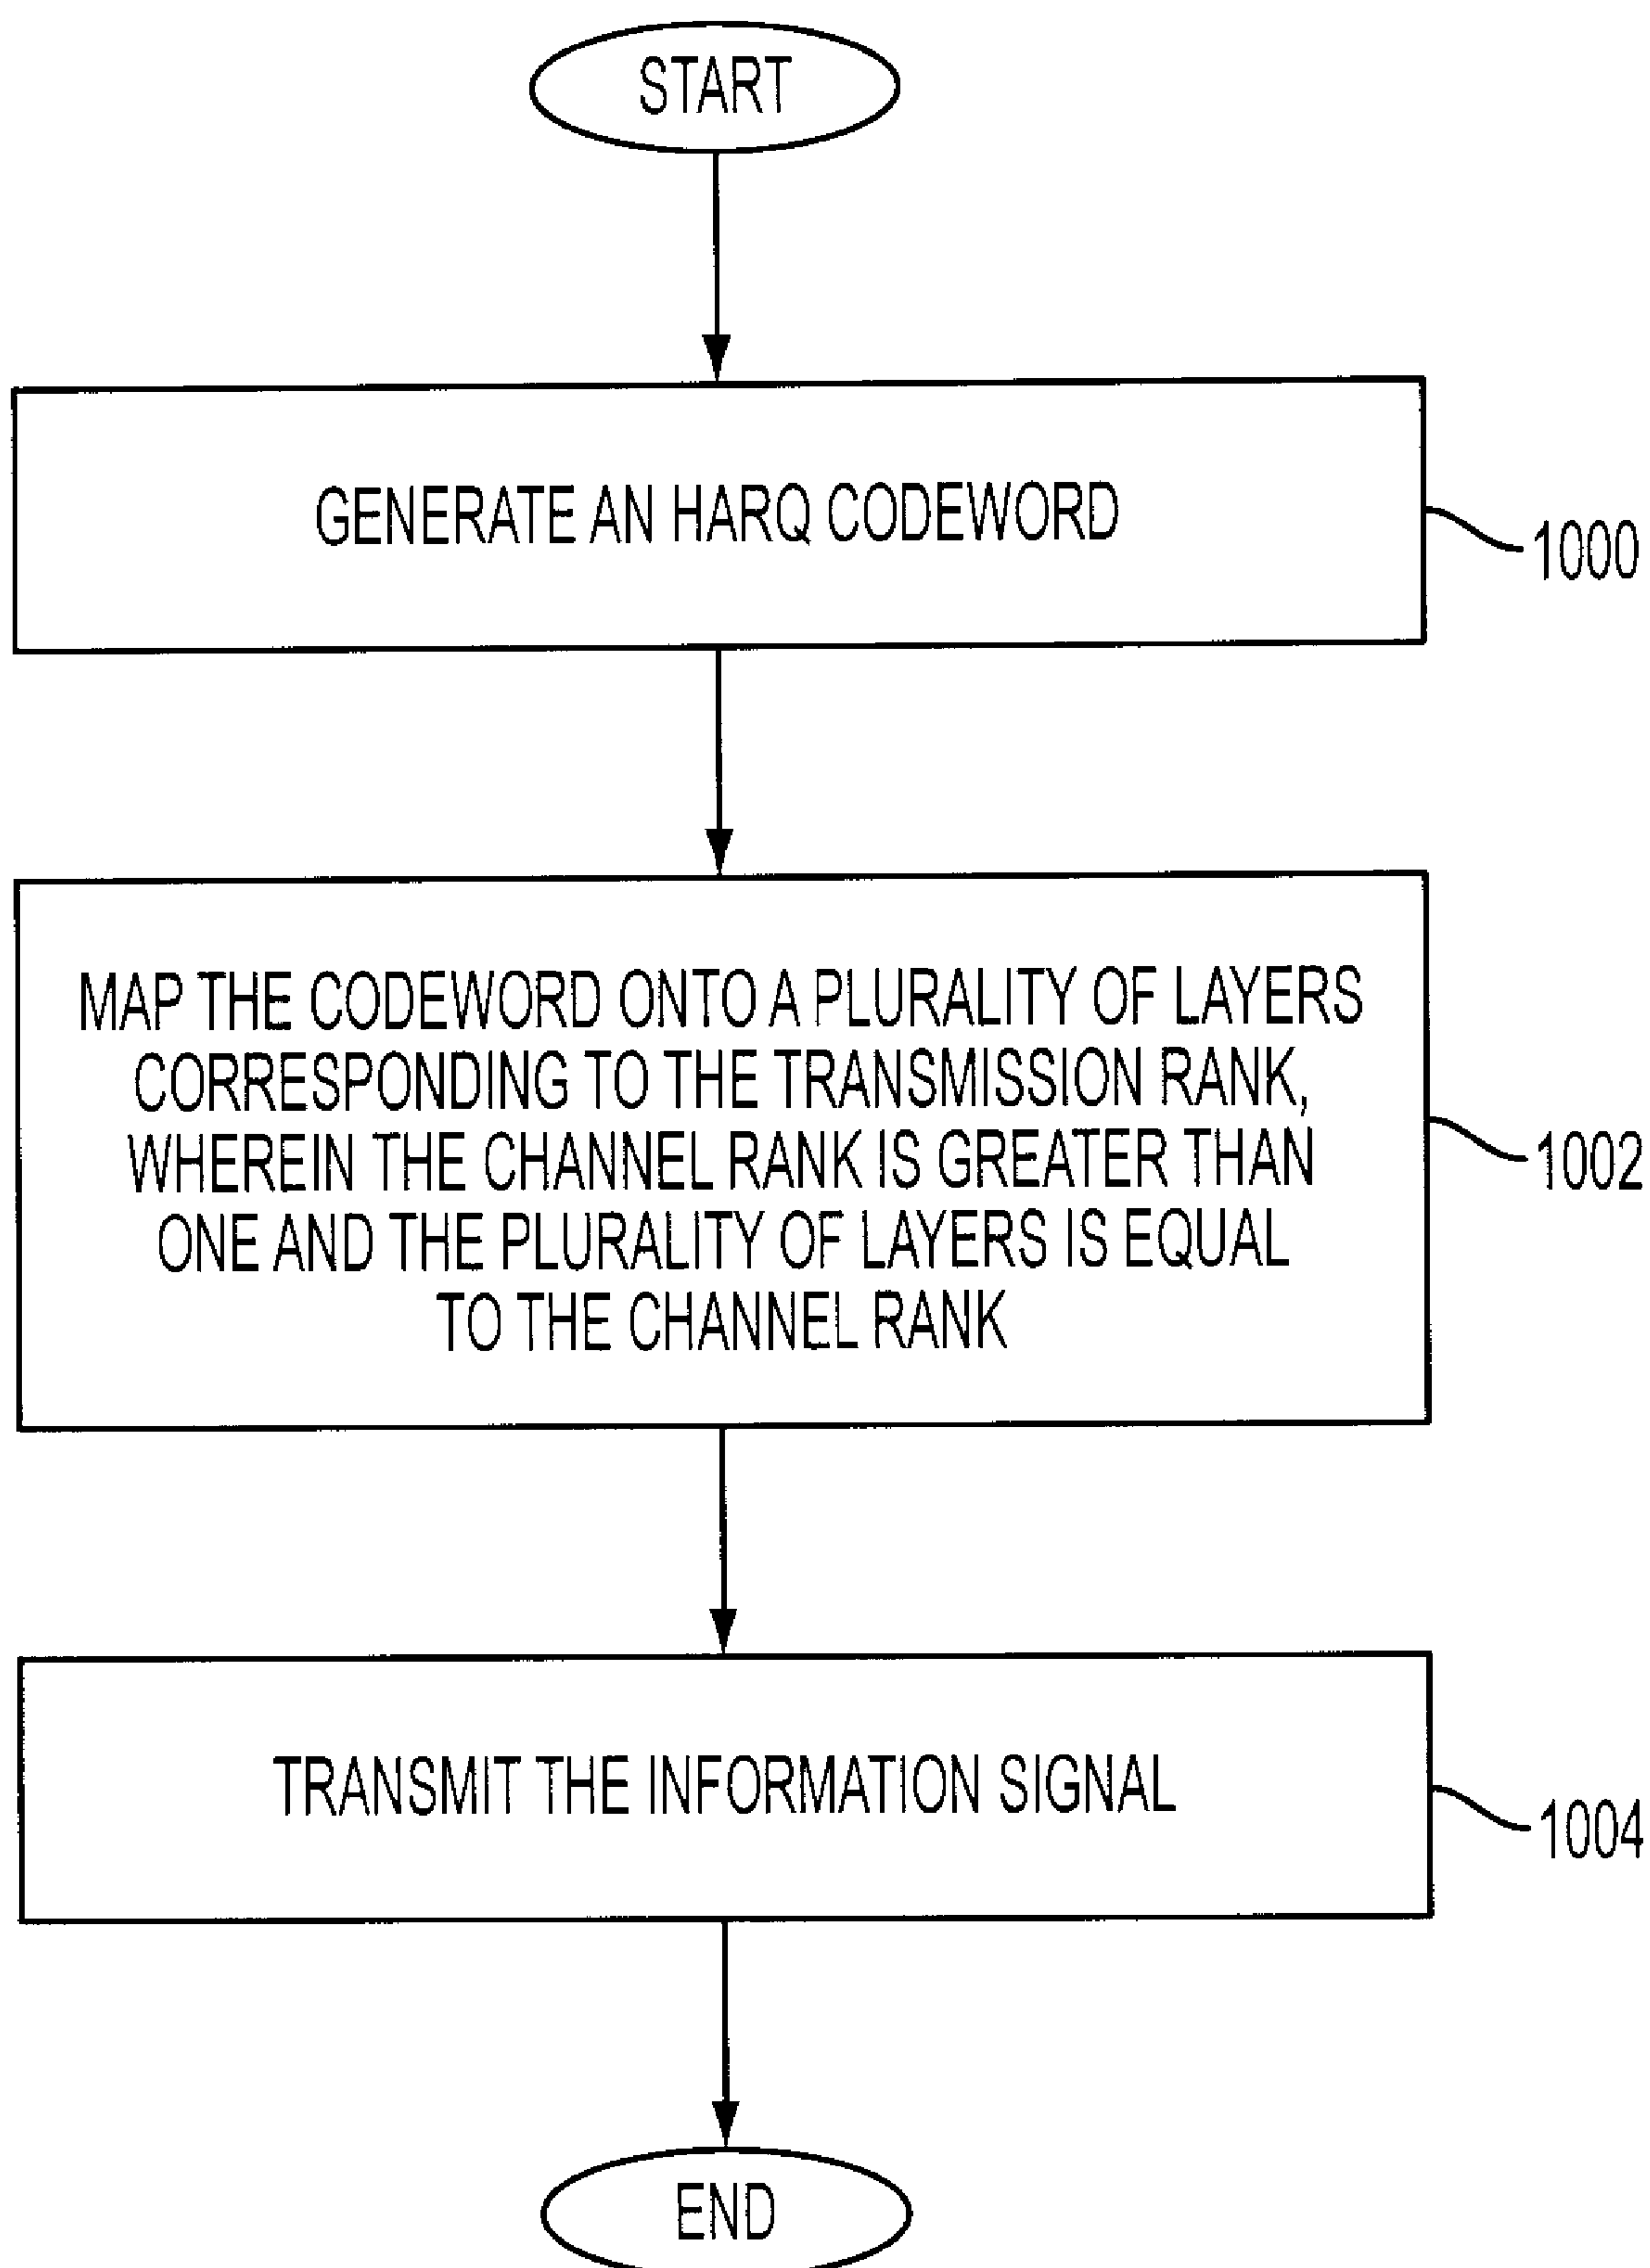 START
GENERATE AN HARQ CODEWORD
1000
MAP THE CODEWORD ONTO A PLURALITY OF LAYERS
CORRESPONDING TO THE TRANSMISSION RANK,
WHEREIN THE CHANNEL RANK IS GREATER THAN
ONE AND THE PLURALITY OF LAYERS IS EQUAL
TO THE CHANNEL RANK
1002
TRANSMIT THE INFORMATION SIGNAL
1004
END